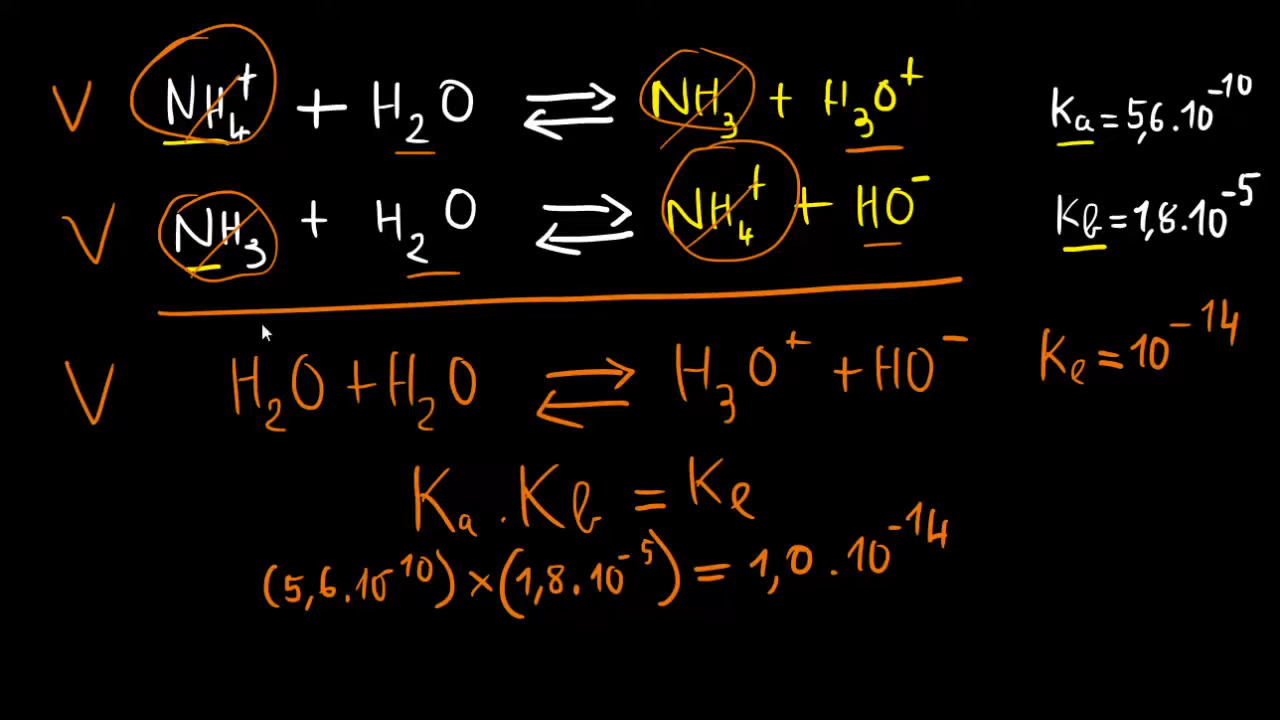 V NH₄⁺ + H₂O ⇌ NH₃ + H₃O⁺ Ka = 5,6.10⁻¹⁰
V NH₃ + H₂O ⇌ NH₄⁺ + HO⁻ Kb = 1,8.10⁻⁵
V H₂O + H₂O ⇌ H₃O⁺ + HO⁻ Ke = 10⁻¹⁴
Ka . Kb = Ke
(5,6.10⁻¹⁰) × (1,8.10⁻⁵) = 1,0.10⁻¹⁴